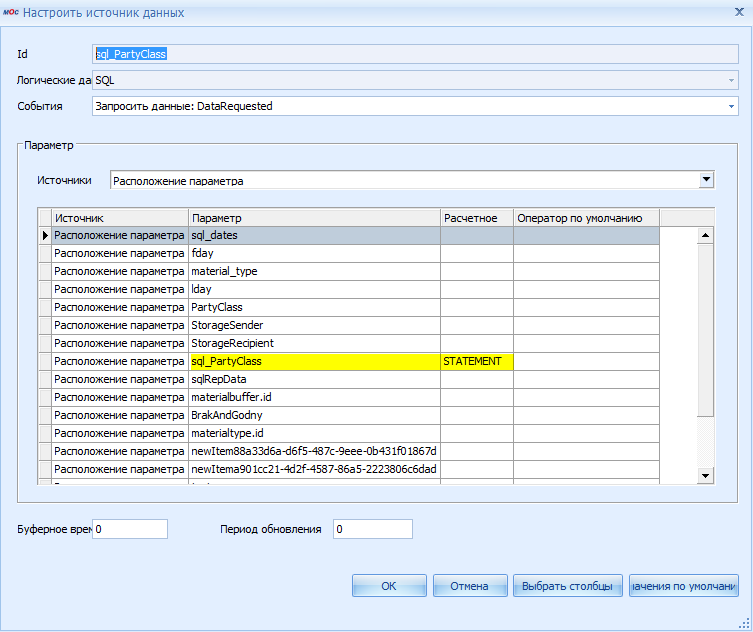 MOC Настроить источник данных
Id sql_PartyClass
Логические да SQL
События Запросить данные: DataRequested
Параметр
Источники Расположение параметра
Источник Параметр Расчетное Оператор по умолчанию
Расположение параметра sql_dates
Расположение параметра fday
Расположение параметра material_type
Расположение параметра lday
Расположение параметра PartyClass
Расположение параметра StorageSender
Расположение параметра StorageRecipient
Расположение параметра sql_PartyClass STATEMENT
Расположение параметра sqlRepData
Расположение параметра materialbuffer.id
Расположение параметра BrakAndGodny
Расположение параметра materialtype.id
Расположение параметра newItem88a33d6a-d6f5-487c-9eee-0b431f01867d
Расположение параметра newItema901cc21-4d2f-4587-86a5-2223806c6dad
Буферное врем 0 Период обновления 0
ОК Отмена Выбрать столбцы начения по умолчани